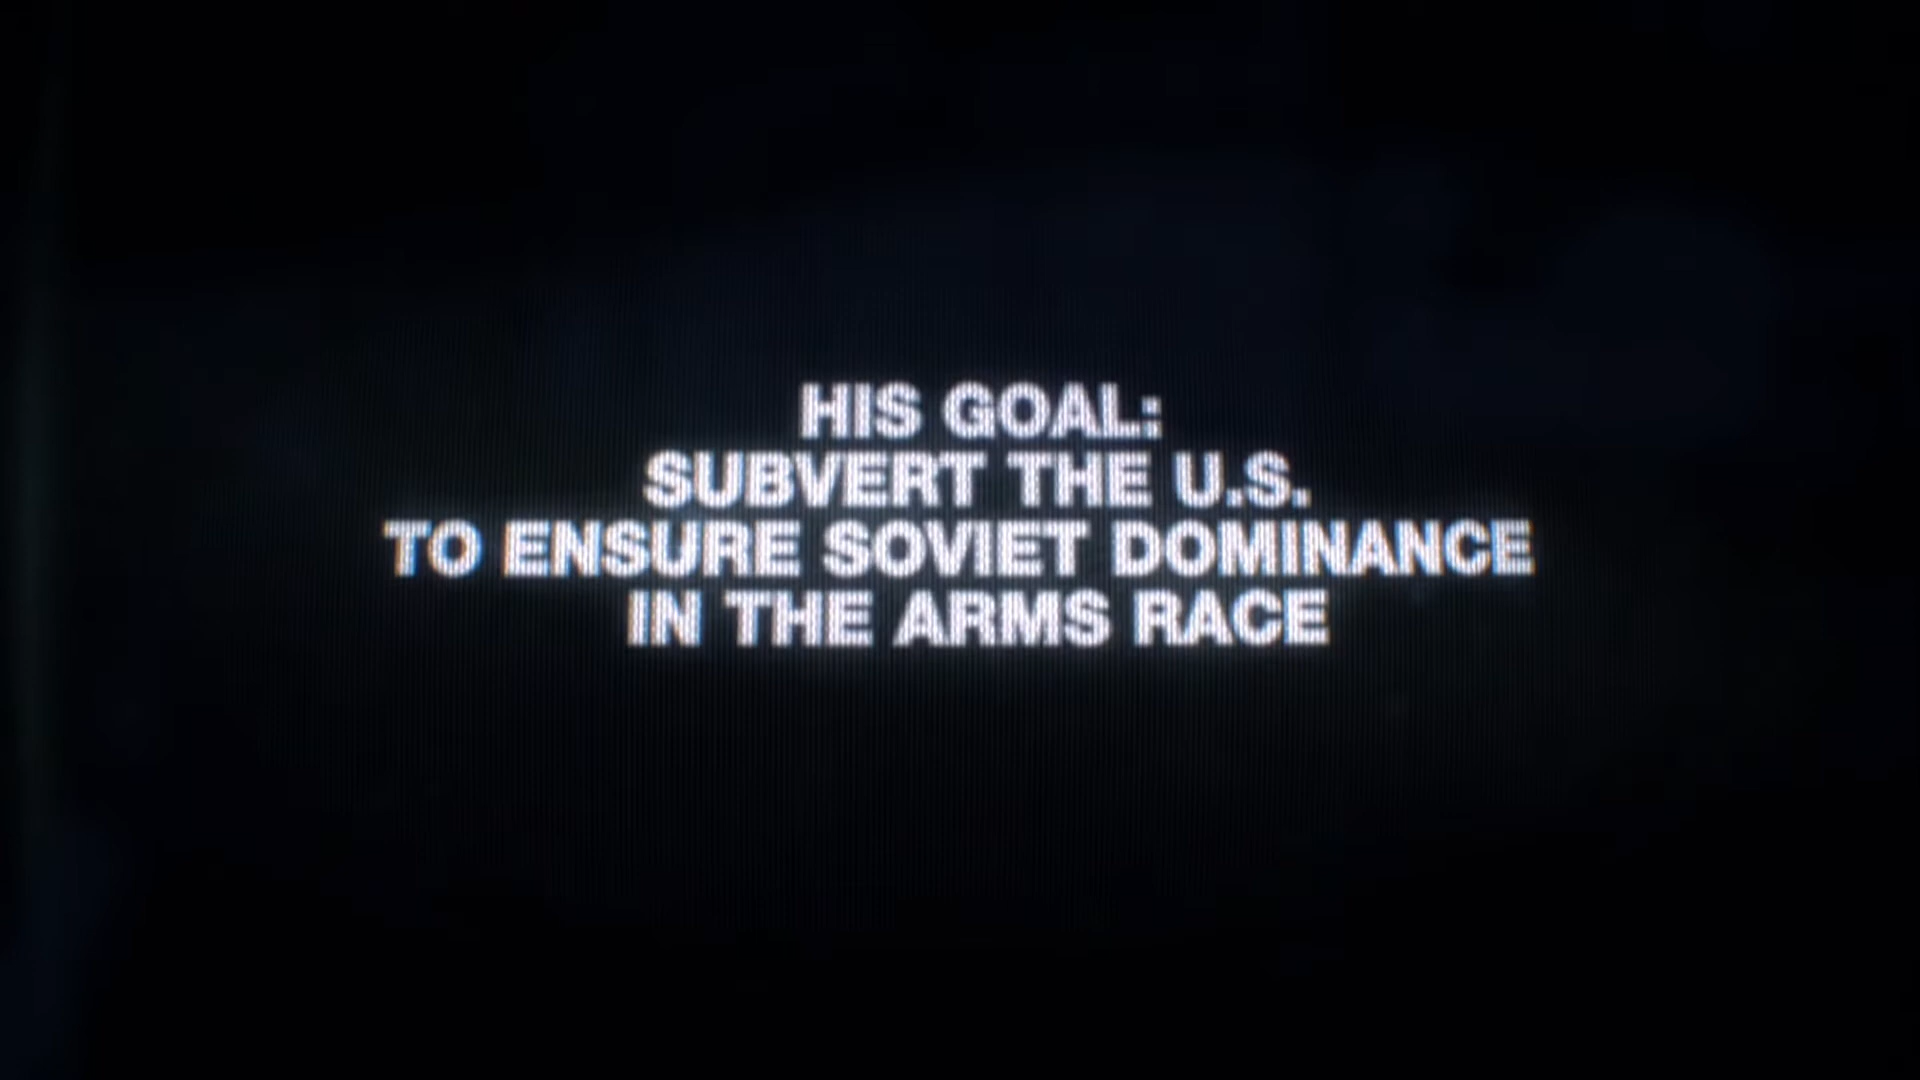 HIS GOAL:
SUBVERT THE U.S.
TO ENSURE SOVIET DOMINANCE
IN THE ARMS RACE